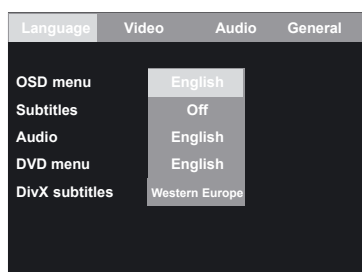 Language Video Audio General
OSD menu English
Subtitles Off
Audio English
DVD menu English
DivX subtitles Western Europe